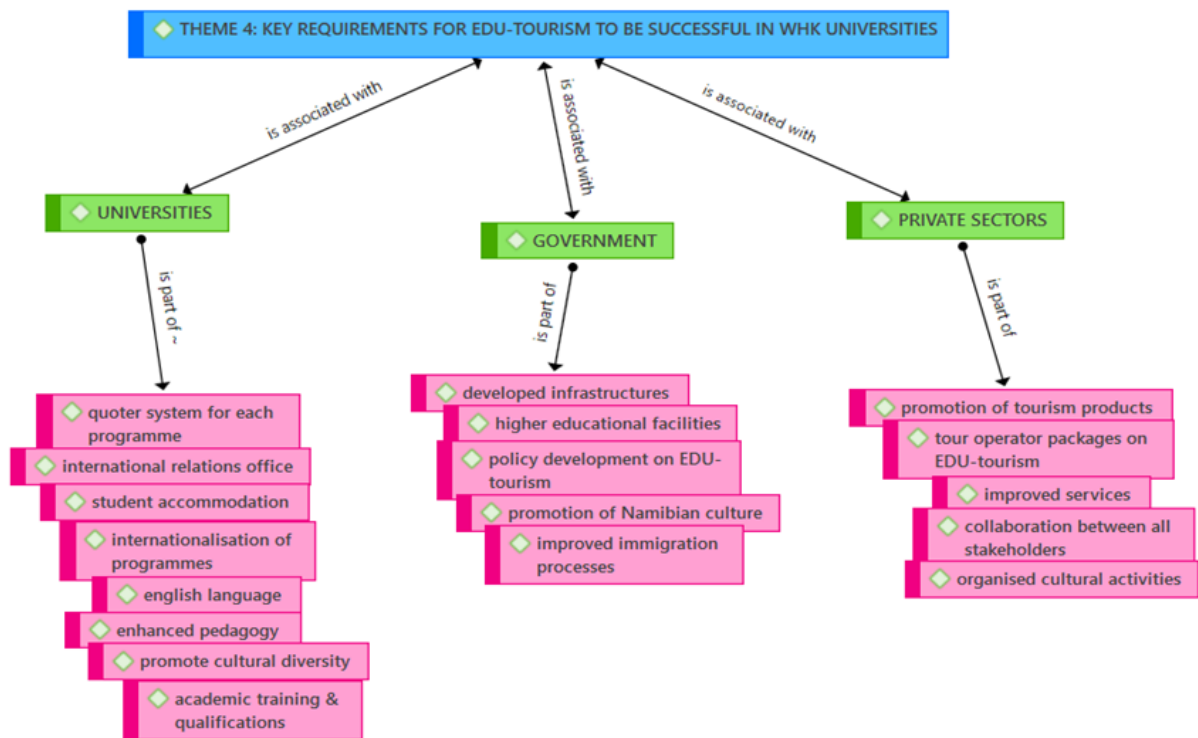 THEME 4: KEY REQUIREMENTS FOR EDU-TOURISM TO BE SUCCESSFUL IN WHK UNIVERSITIES
is associated with
is associated with
is associated with
UNIVERSITIES
GOVERNMENT
PRIVATE SECTORS
is part of ~
is part of
is part of
quoter system for each
programme
international relations office
student accommodation
internationalisation of
programmes
english language
enhanced pedagogy
promote cultural diversity
academic training &
qualifications
developed infrastructures
higher educational facilities
policy development on EDU-
tourism
promotion of Namibian culture
improved immigration
processes
promotion of tourism products
tour operator packages on
EDU-tourism
improved services
collaboration between all
stakeholders
organised cultural activities